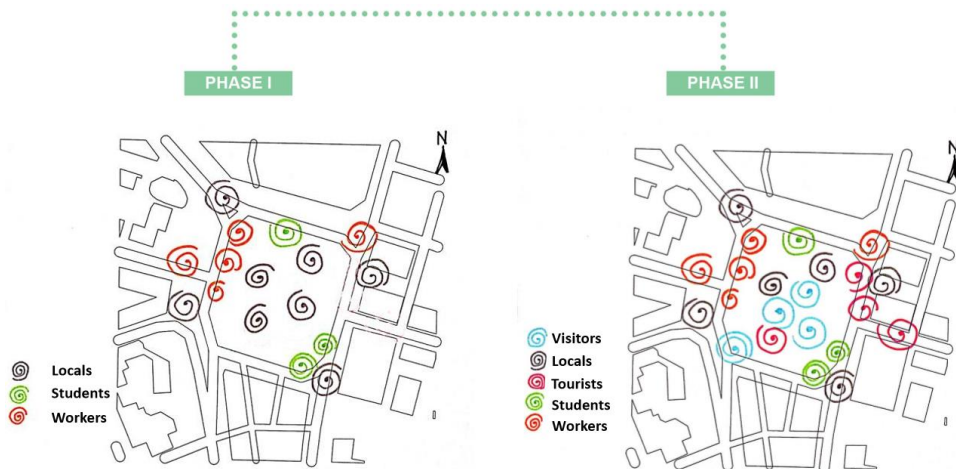 PHASE I
PHASE II
N
N
Locals
Students
Workers
Visitors
Locals
Tourists
Students
Workers